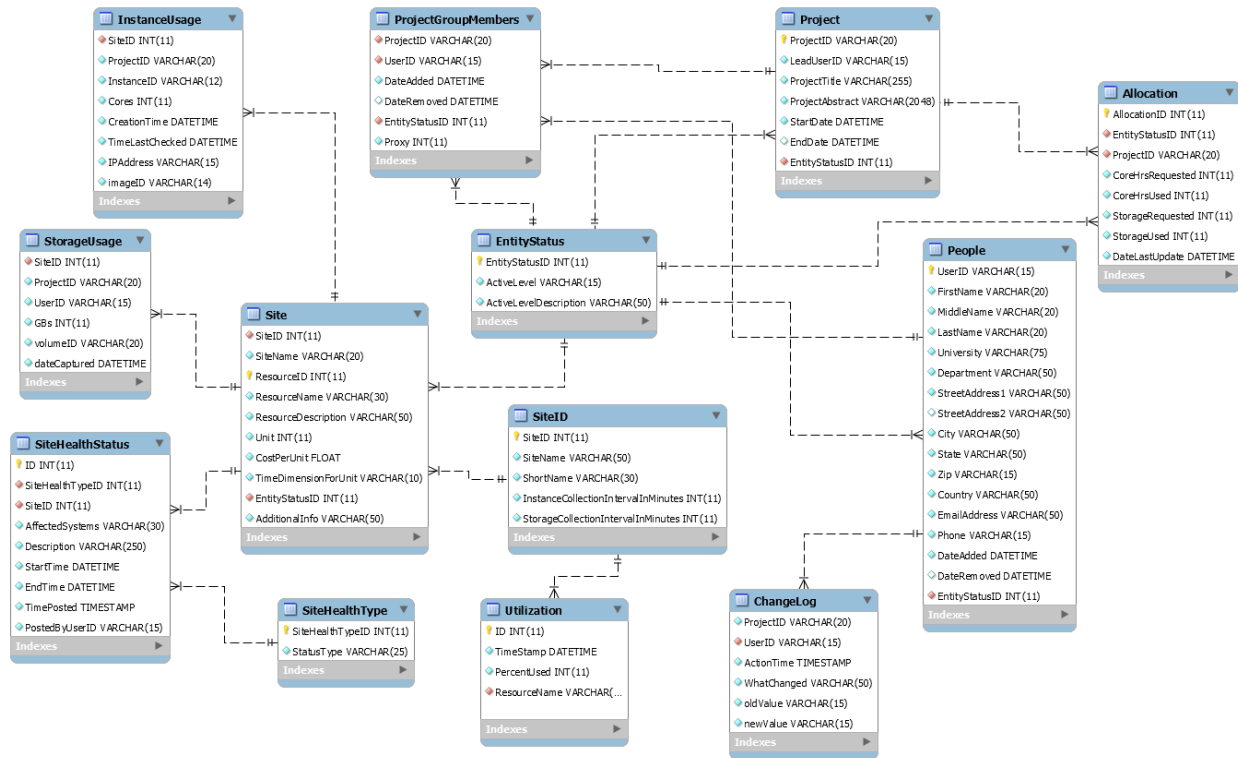 InstanceUsage
SiteID INT(11)
ProjectID VARCHAR(20)
InstanceID VARCHAR(12)
Cores INT(11)
CreationTime DATETIME
TimeLastChecked DATETIME
IPAddress VARCHAR(15)
imageID VARCHAR(14)
Indexes
ProjectGroupMembers
ProjectID VARCHAR(20)
UserID VARCHAR(15)
DateAdded DATETIME
DateRemoved DATETIME
EntityStatusID INT(11)
Proxy INT(11)
Indexes
Project
ProjectID VARCHAR(20)
LeadUserID VARCHAR(15)
ProjectTitle VARCHAR(255)
ProjectAbstract VARCHAR(2048)
StartDate DATETIME
EndDate DATETIME
EntityStatusID INT(11)
Indexes
Allocation
AllocationID INT(11)
EntityStatusID INT(11)
ProjectID VARCHAR(20)
CoreHrsRequested INT(11)
CoreHrsUsed INT(11)
StorageRequested INT(11)
StorageUsed INT(11)
DateLastUpdate DATETIME
Indexes
StorageUsage
SiteID INT(11)
ProjectID VARCHAR(20)
UserID VARCHAR(15)
GBs INT(11)
volumeID VARCHAR(20)
dateCaptured DATETIME
Indexes
EntityStatus
EntityStatusID INT(11)
ActiveLevel VARCHAR(15)
ActiveLevelDescription VARCHAR(50)
Indexes
People
UserID VARCHAR(15)
FirstName VARCHAR(20)
MiddleName VARCHAR(20)
LastName VARCHAR(20)
University VARCHAR(75)
Department VARCHAR(50)
StreetAddress1 VARCHAR(50)
StreetAddress2 VARCHAR(50)
City VARCHAR(50)
State VARCHAR(50)
Zip VARCHAR(15)
Country VARCHAR(50)
EmailAddress VARCHAR(50)
Phone VARCHAR(15)
DateAdded DATETIME
DateRemoved DATETIME
EntityStatusID INT(11)
Indexes
Site
SiteID INT(11)
SiteName VARCHAR(20)
ResourceID INT(11)
ResourceName VARCHAR(30)
ResourceDescription VARCHAR(50)
Unit INT(11)
CostPerUnit FLOAT
TimeDimensionForUnit VARCHAR(10)
EntityStatusID INT(11)
AdditionalInfo VARCHAR(50)
Indexes
SiteID
SiteID INT(11)
SiteName VARCHAR(50)
ShortName VARCHAR(30)
InstanceCollectionIntervalInMinutes INT(11)
StorageCollectionIntervalInMinutes INT(11)
Indexes
SiteHealthStatus
ID INT(11)
SiteHealthTypeID INT(11)
SiteID INT(11)
AffectedSystems VARCHAR(30)
Description VARCHAR(250)
StartTime DATETIME
EndTime DATETIME
TimePosted TIMESTAMP
PostedByUserID VARCHAR(15)
Indexes
SiteHealthType
SiteHealthTypeID INT(11)
StatusType VARCHAR(25)
Indexes
Utilization
ID INT(11)
TimeStamp DATETIME
PercentUsed INT(11)
ResourceName VARCHAR(...
Indexes
ChangeLog
ProjectID VARCHAR(20)
UserID VARCHAR(15)
ActionTime TIMESTAMP
WhatChanged VARCHAR(50)
oldValue VARCHAR(15)
newValue VARCHAR(15)
Indexes